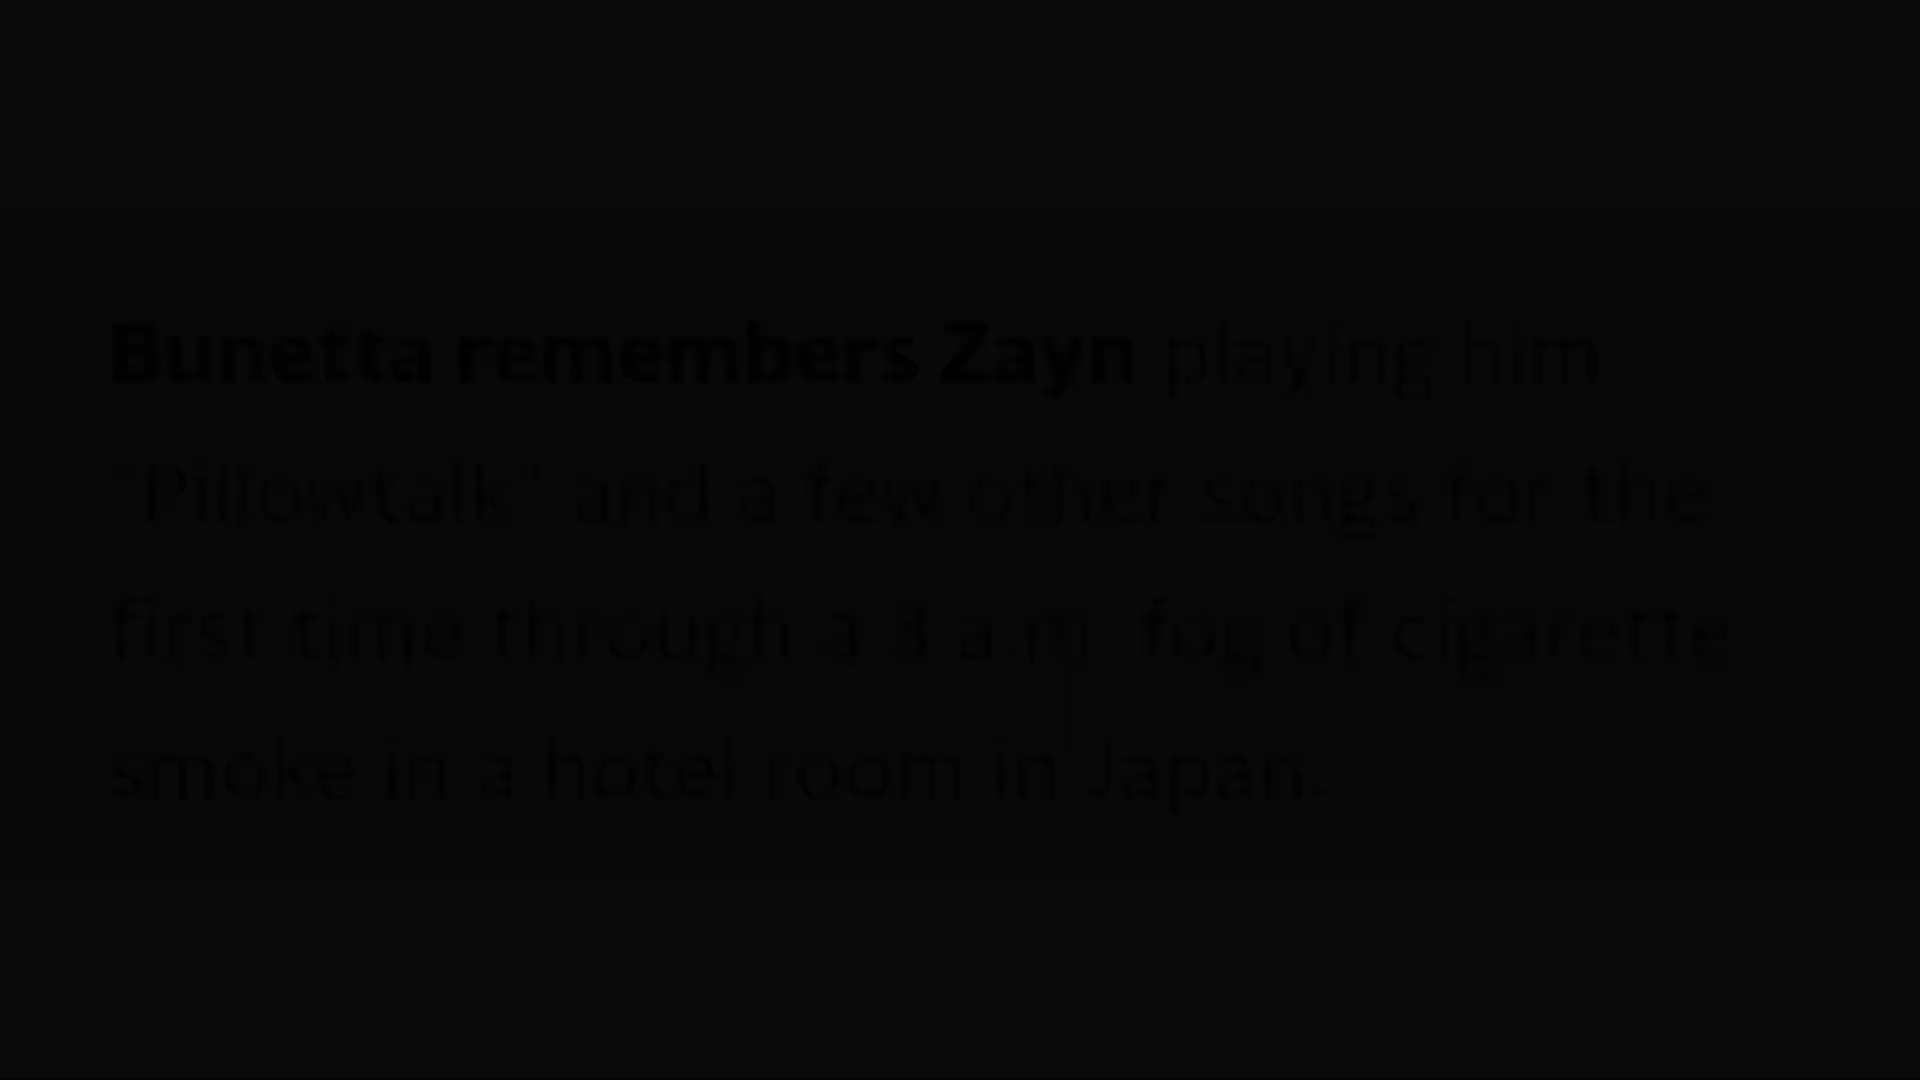 Bunetta remembers Zayn playing him
"Pillowtalk" and a few other songs for the
first time through a 3 a.m. fog of cigarette
smoke in a hotel room in Japan.